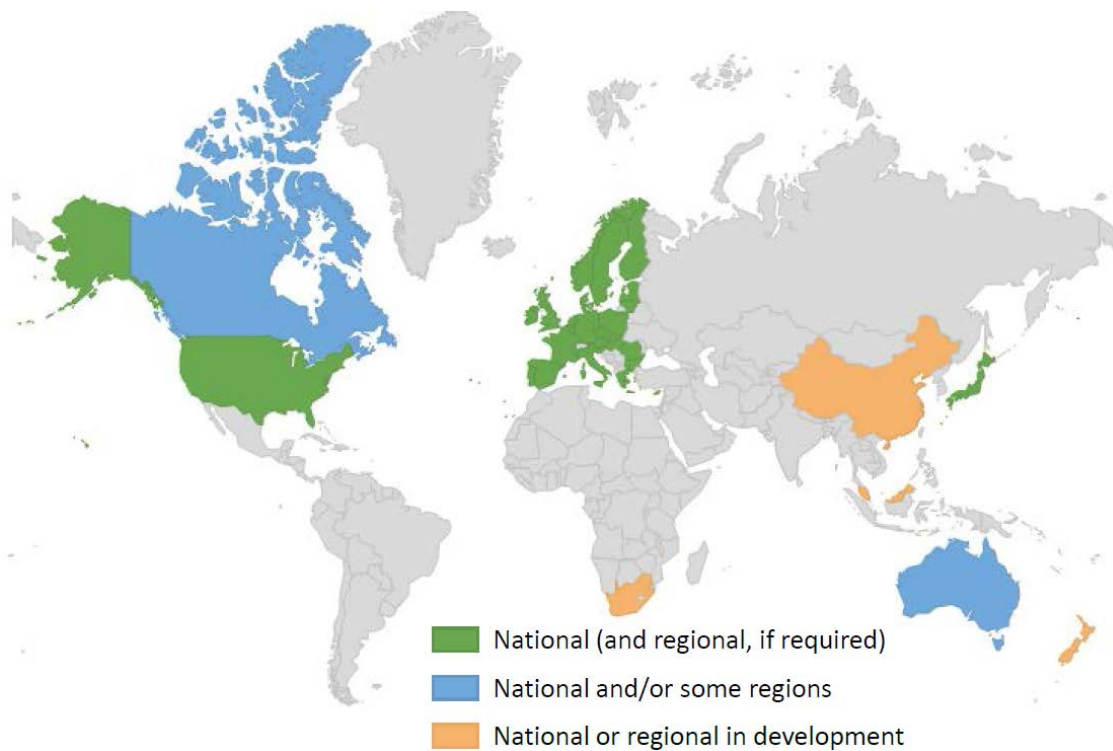 National (and regional, if required)
National and/or some regions
National or regional in development